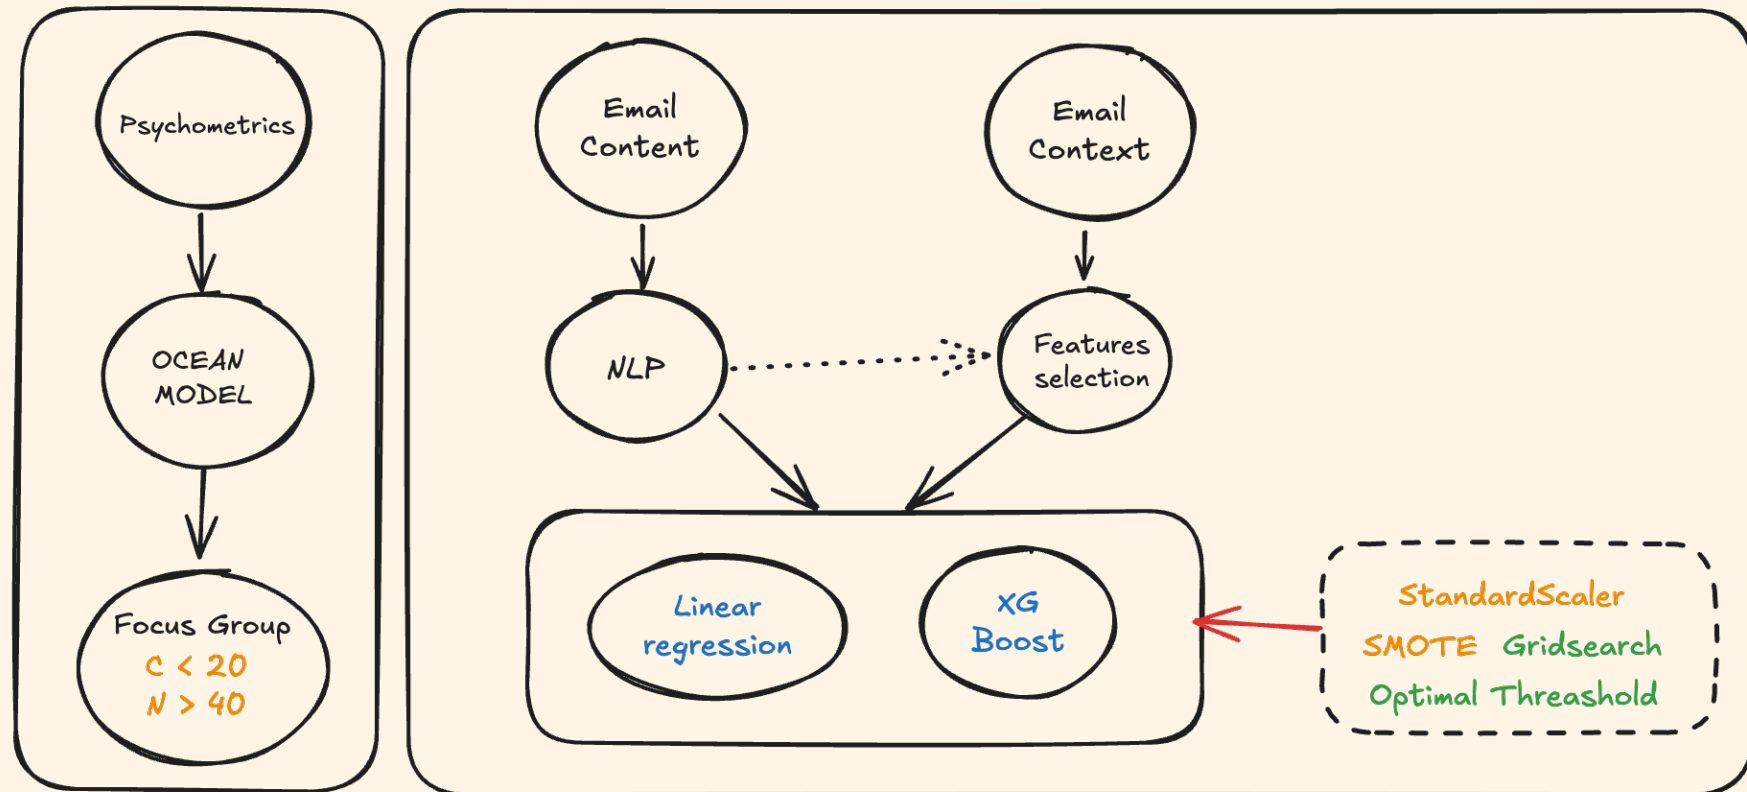 Psychometrics
OCEAN
MODEL
Focus Group
C < 20
N > 40
Email
Content
Email
Context
NLP
Features
selection
Linear
regression
XG
Boost
StandardScaler
SMOTE Gridsearch
Optimal Threashold